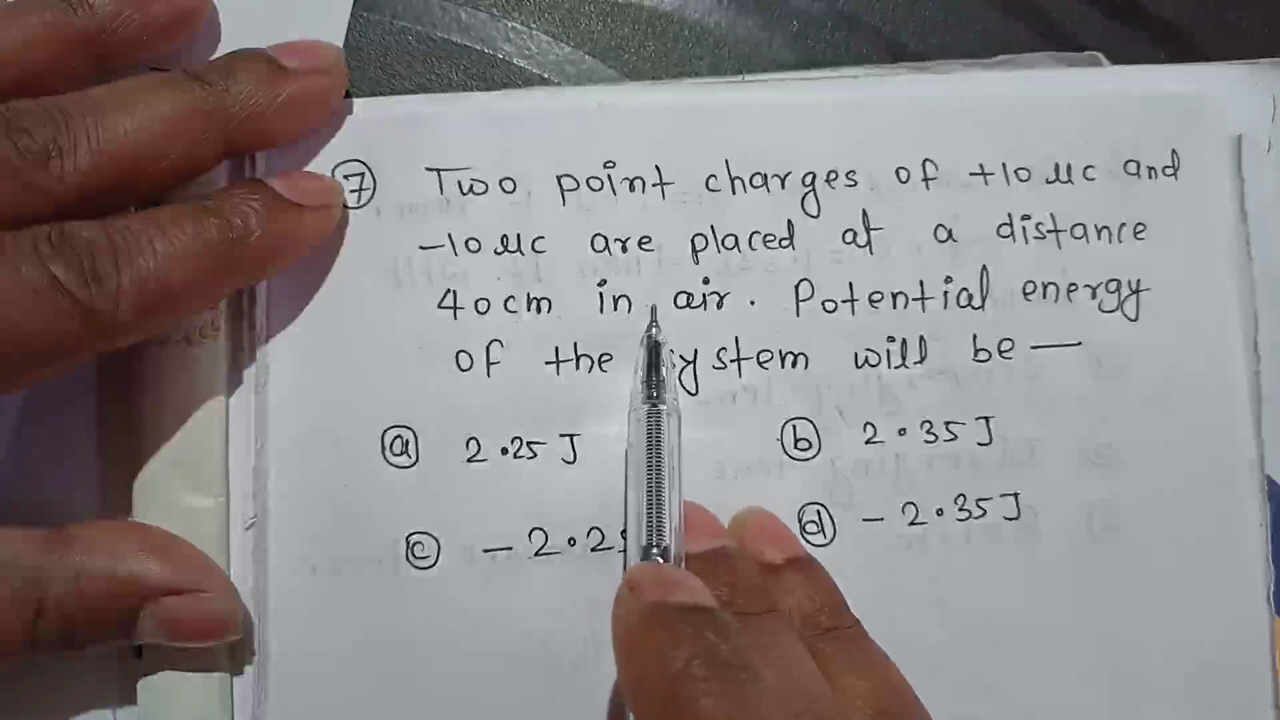 ⑦ Two point charges of +10 μc and
-10 μc are placed at a distance
40cm in air. Potential energy
of the system will be —
ⓐ 2.25 J ⓑ 2.35 J
ⓒ - 2.2 ⓓ - 2.35 J